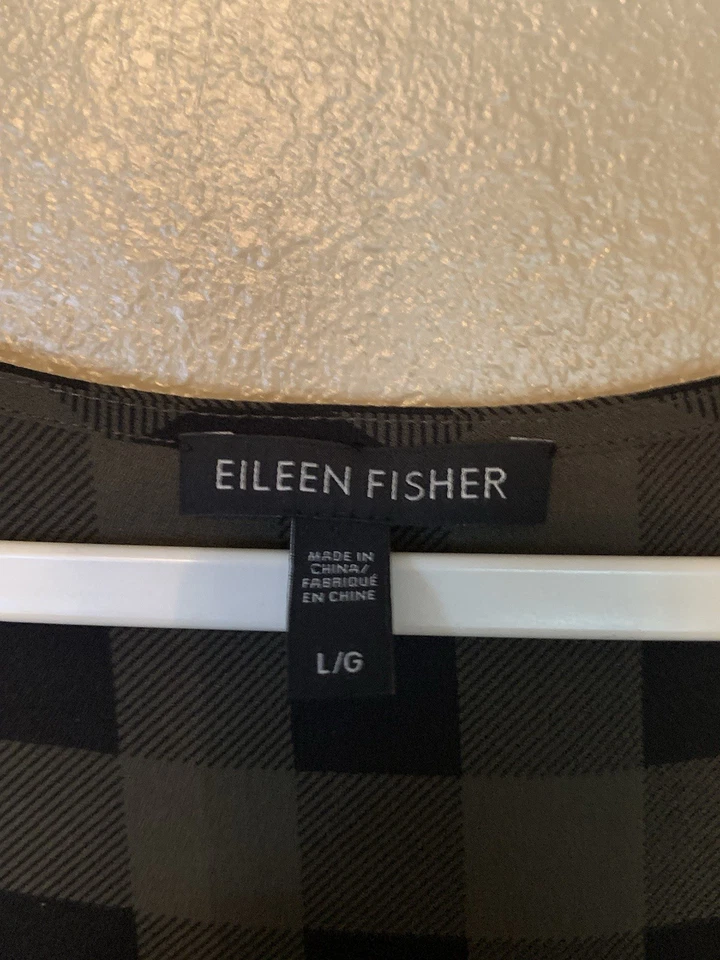 EILEEN FISHER
MADE IN
CHINA/
FABRIQUÉ
EN CHINE
L/G